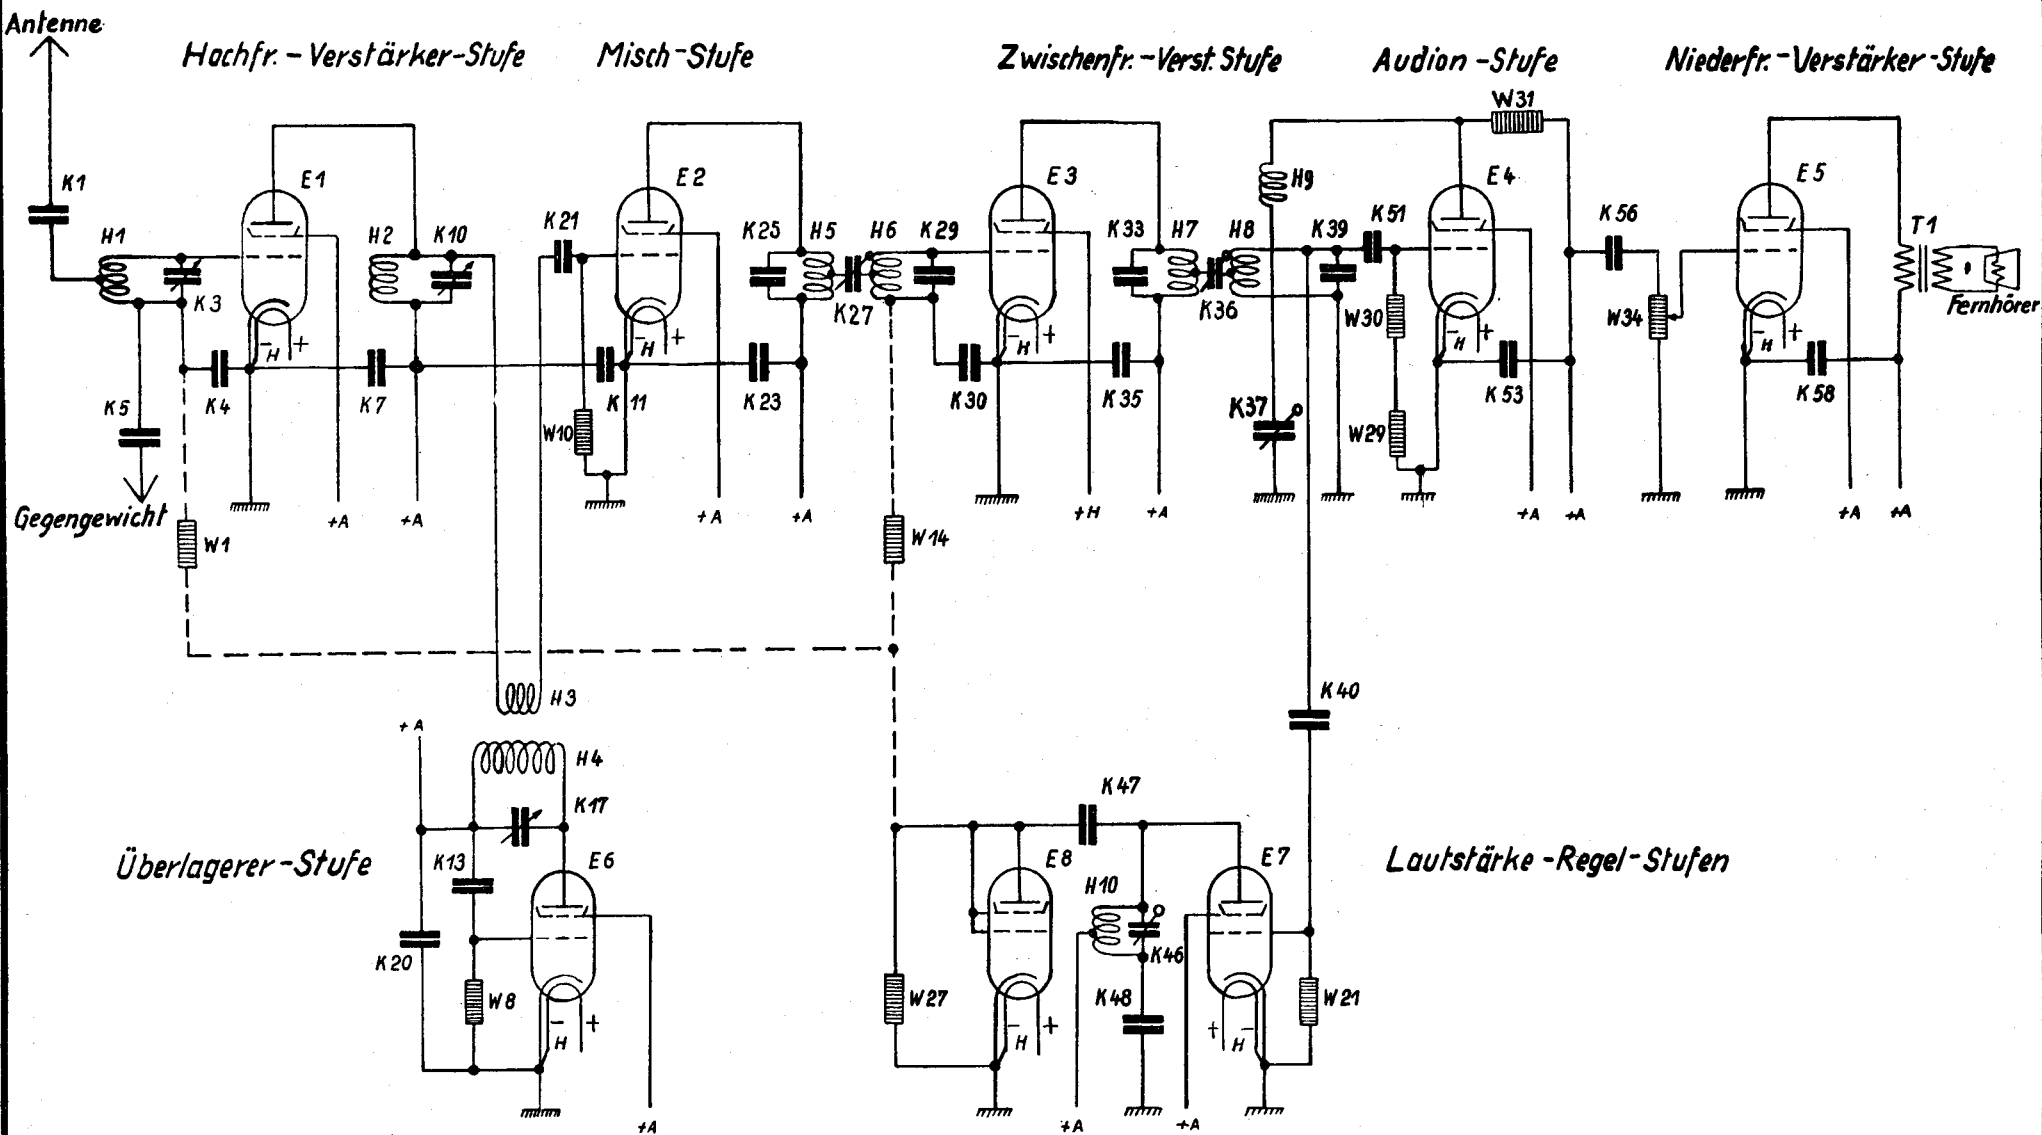 Antenne
Hochfr.-Verstärker-Stufe
Misch-Stufe
Zwischenfr.-Verst.Stufe
Audion-Stufe
Niederfr.-Verstärker-Stufe
W31
K1
E1
E2
E3
H9
E4
E5
H1
H2
K10
K21
K25
H5
H6
K29
K33
H7
H8
K39
K51
K56
T1
K3
K27
K36
W30
W34
Fernhörer
- H +
- H +
- H +
- H +
- H +
K5
K4
K7
K11
K23
K30
K35
K37
K53
K58
W10
W29
Gegengewicht
+A
+A
+A
+A
+H
+A
+A
+A
+A
+A
W1
W14
H3
K40
+A
H4
K17
K47
Überlagerer-Stufe
K13
E6
E8
H10
E7
Lautstärke-Regel-Stufen
K20
K46
W8
W27
K48
W21
- H +
- H +
+ H -
+A
+A
+A